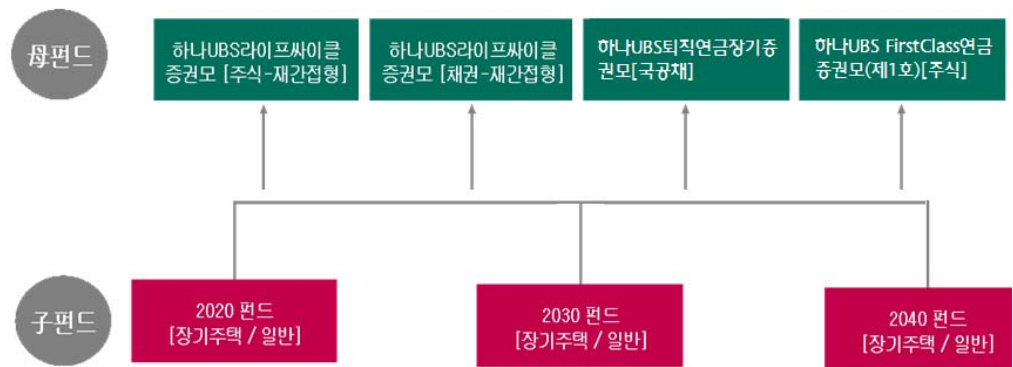 母펀드
하나UBS라이프싸이클
증권모 [주식-재간접형]
하나UBS라이프싸이클
증권모 [채권-재간접형]
하나UBS퇴직연금장기증
권모[국공채]
하나UBS FirstClass연금
증권모(제1호)[주식]
子펀드
2020 펀드
[장기주택 / 일반]
2030 펀드
[장기주택 / 일반]
2040 펀드
[장기주택 / 일반]